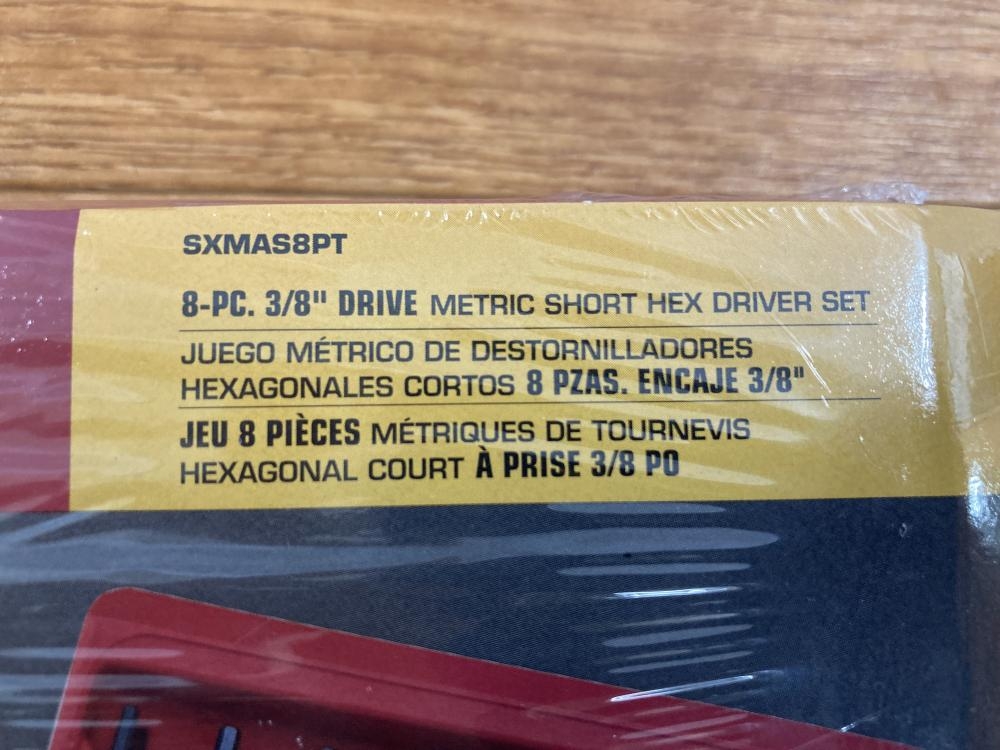 SXMAS8PT
8-PC. 3/8" DRIVE METRIC SHORT HEX DRIVER SET
JUEGO MÉTRICO DE DESTORNILLADORES
HEXAGONALES CORTOS 8 PZAS. ENCAJE 3/8"
JEU 8 PIÈCES MÉTRIQUES DE TOURNEVIS
HEXAGONAL COURT À PRISE 3/8 PO